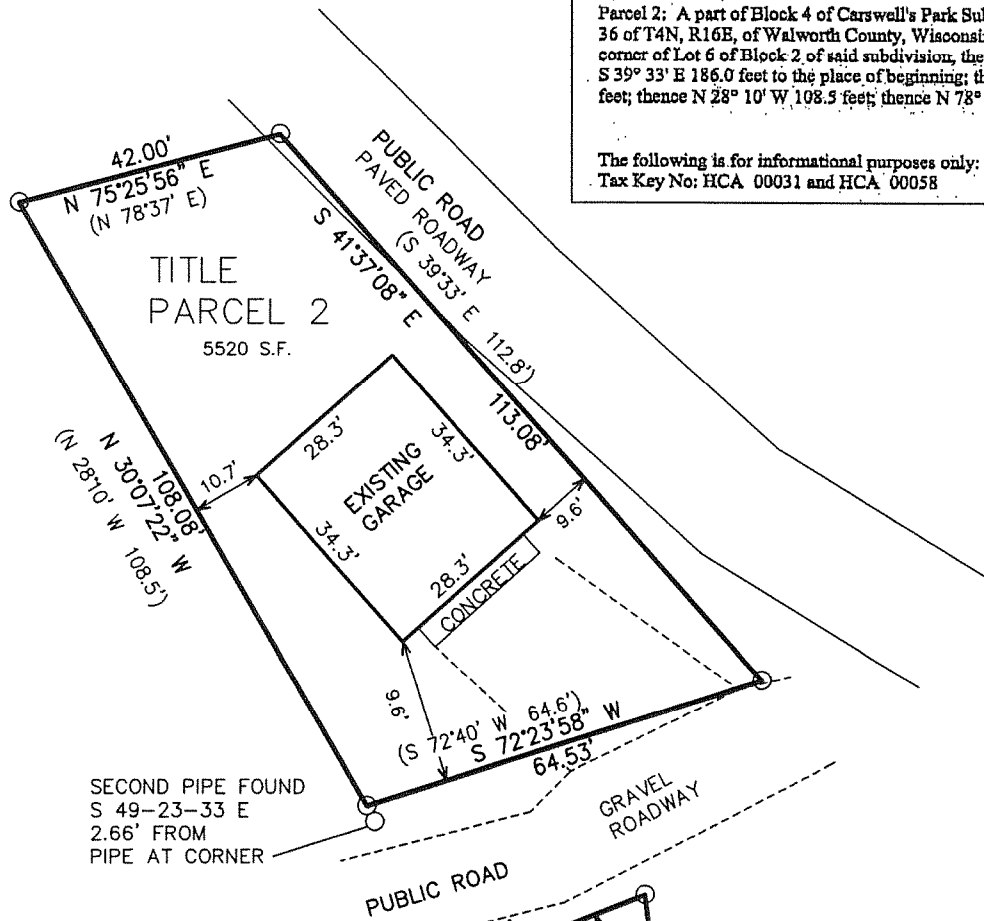 Parcel 2: A part of Block 4 of Carswell's Park Sul
36 of T4N, R16E, of Walworth County, Wisconsi
corner of Lot 6 of Block 2 of said subdivision, the
S 39° 33' E 186.0 feet to the place of beginning; th
feet; thence N 28° 10' W 108.5 feet; thence N 78°
The following is for informational purposes only:
Tax Key No: HCA 00031 and HCA 00058
42.00'
N 75°25'56" E
(N 78°37' E)
PUBLIC ROAD
PAVED ROADWAY
(S 39°33' E 112.8')
S 41°37'08" E
113.08'
TITLE
PARCEL 2
5520 S.F.
28.3'
34.3'
EXISTING
GARAGE
34.3'
28.3'
10.7'
9.6'
CONCRETE
108.08'
N 30°07'22" W
(N 28°10' W 108.5')
9.6'
(S 72°40' W 64.6')
S 72°23'58" W
64.53'
SECOND PIPE FOUND
S 49-23-33 E
2.66' FROM
PIPE AT CORNER
GRAVEL
ROADWAY
PUBLIC ROAD